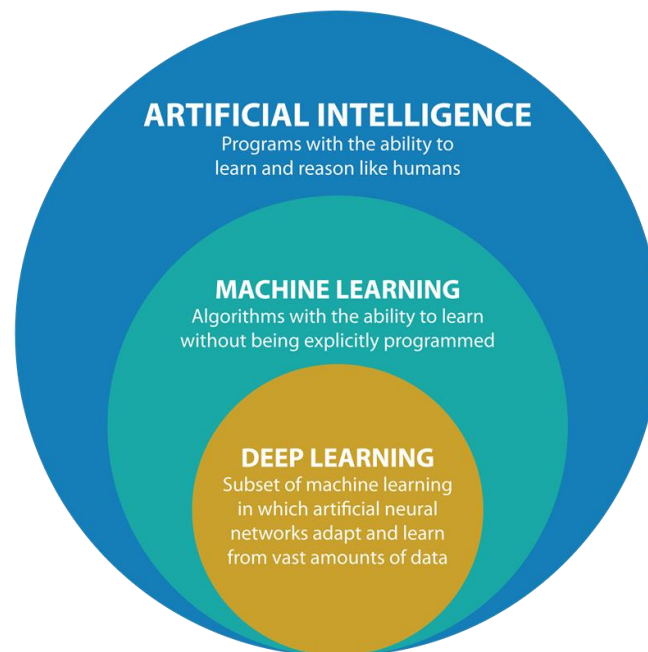 ARTIFICIAL INTELLIGENCE
Programs with the ability to
learn and reason like humans
MACHINE LEARNING
Algorithms with the ability to learn
without being explicitly programmed
DEEP LEARNING
Subset of machine learning
in which artificial neural
networks adapt and learn
from vast amounts of data